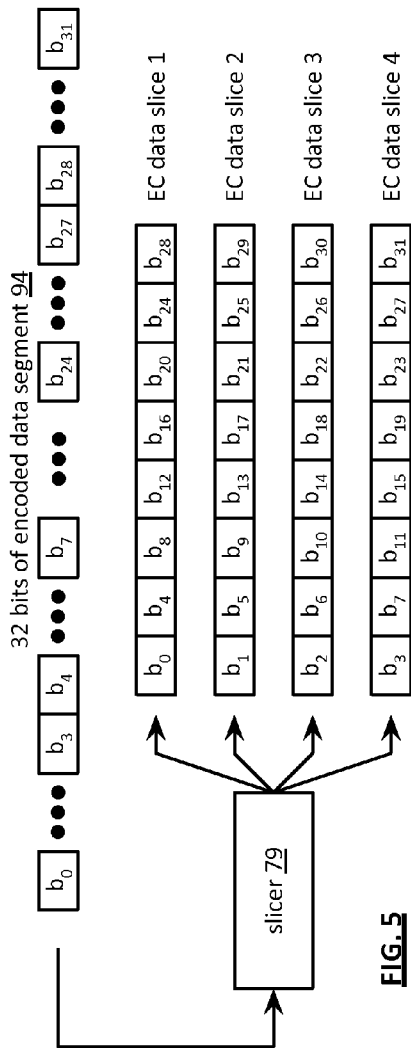 32 bits of encoded data segment 94
b0 ••• b3 b4 ••• b7 ••• b24 ••• b27 b28 ••• b31
slicer 79
b0 b4 b8 b12 b16 b20 b24 b28 EC data slice 1
b1 b5 b9 b13 b17 b21 b25 b29 EC data slice 2
b2 b6 b10 b14 b18 b22 b26 b30 EC data slice 3
b3 b7 b11 b15 b19 b23 b27 b31 EC data slice 4
FIG. 5